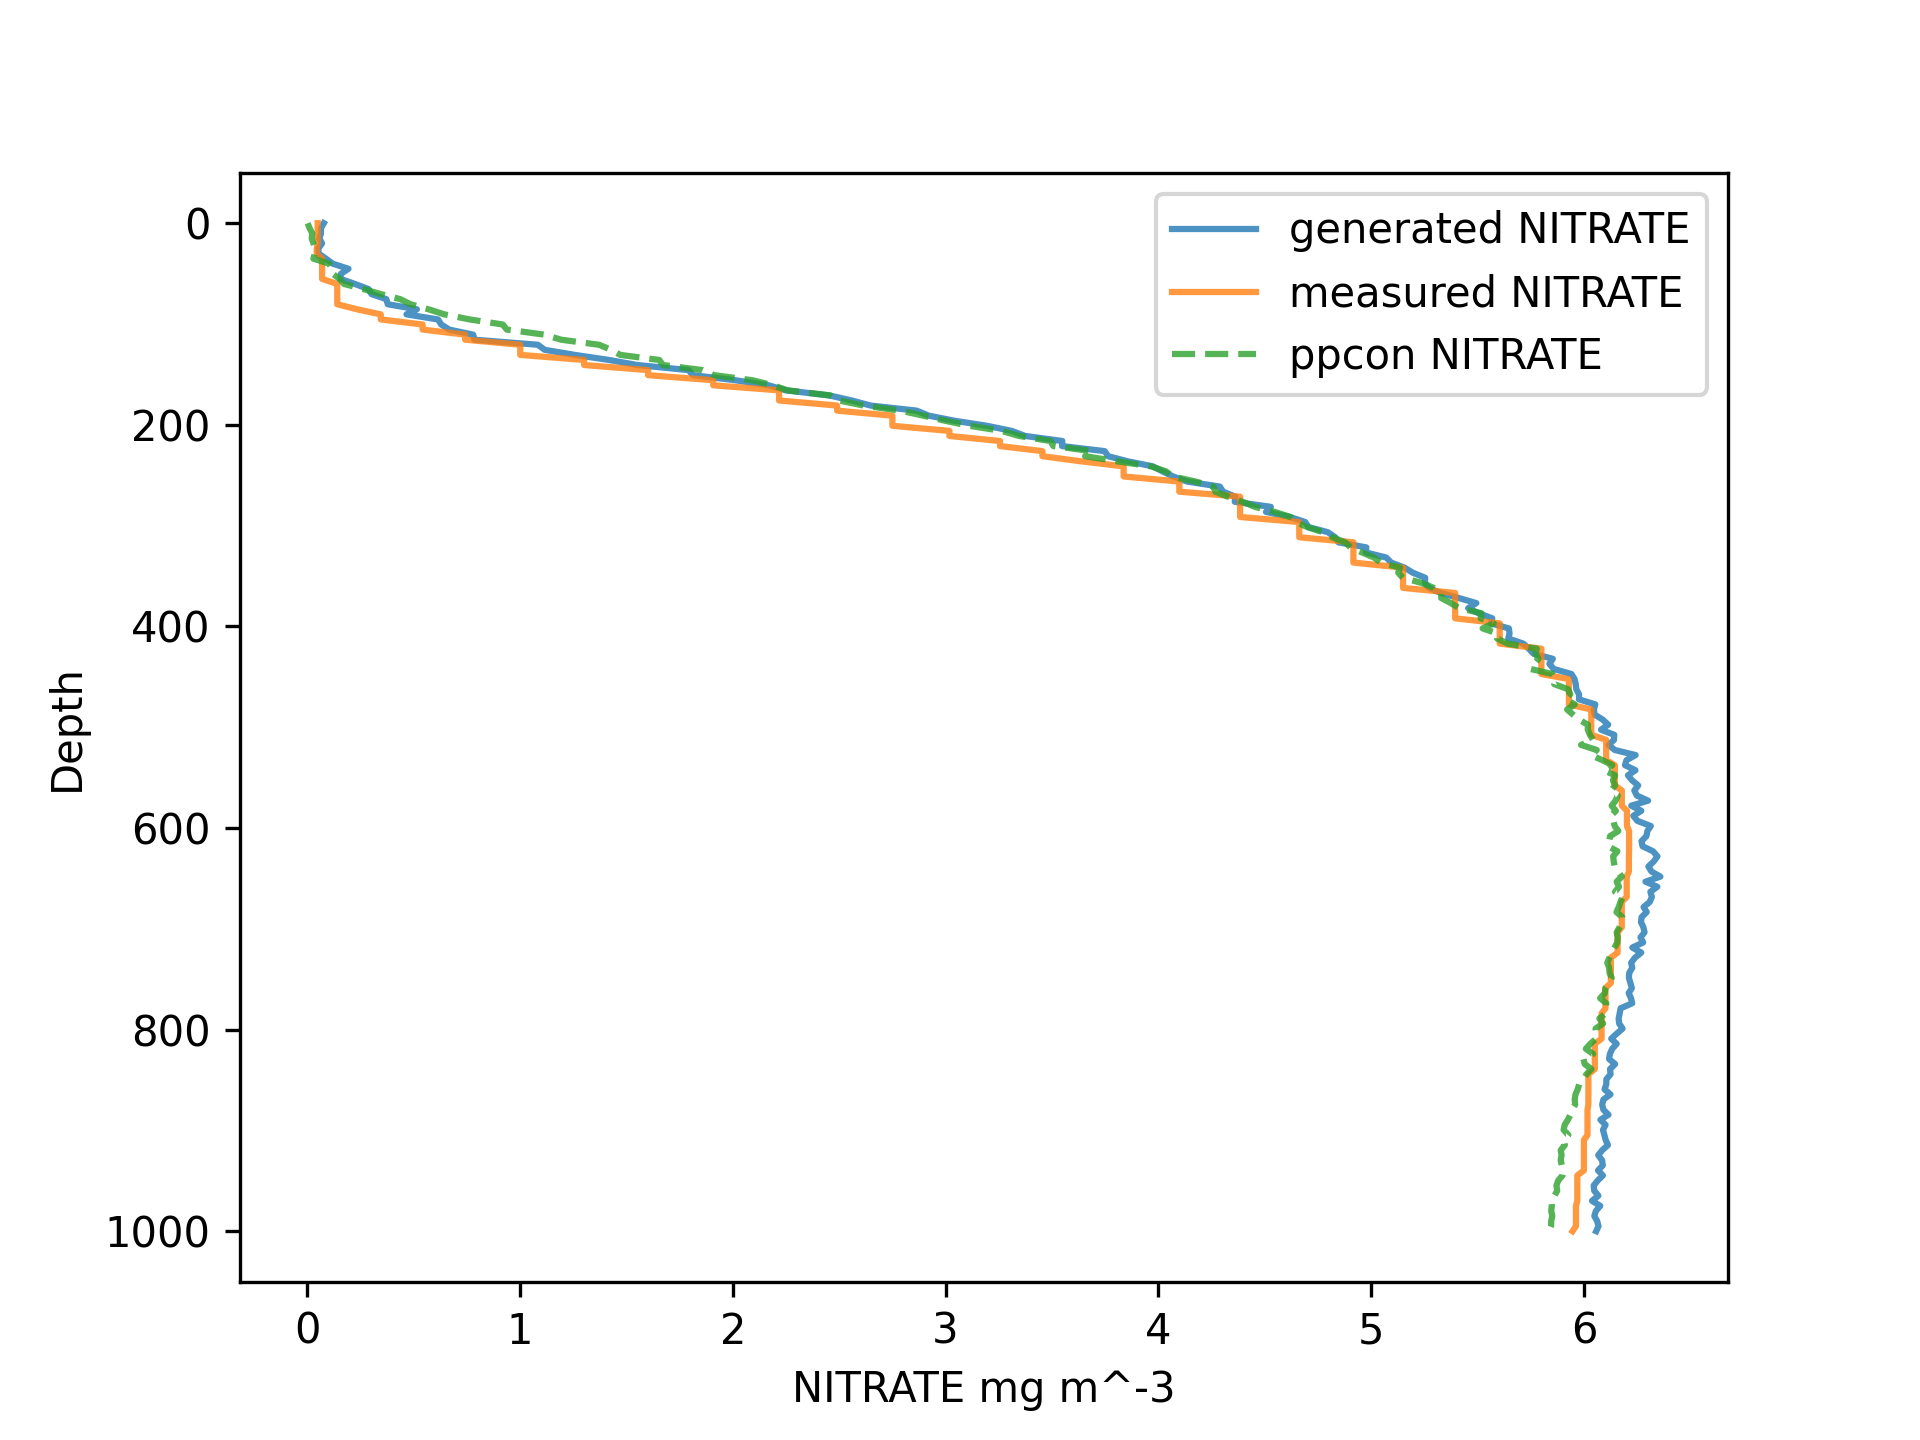 generated NITRATE
measured NITRATE
ppcon NITRATE
0
200
400
600
800
1000
Depth
0 1 2 3 4 5 6
NITRATE mg m^-3